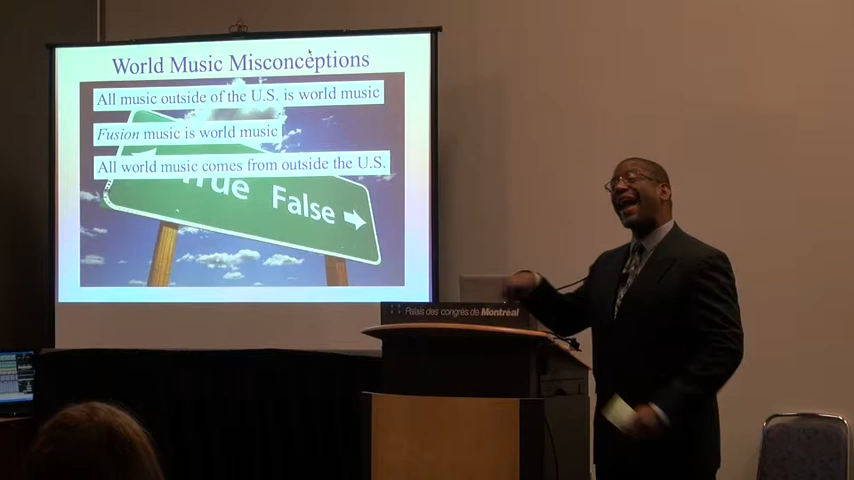 World Music Misconceptions
All music outside of the U.S. is world music
Fusion music is world music
All world music comes from outside the U.S.
True
False
Palais des congrès de Montréal